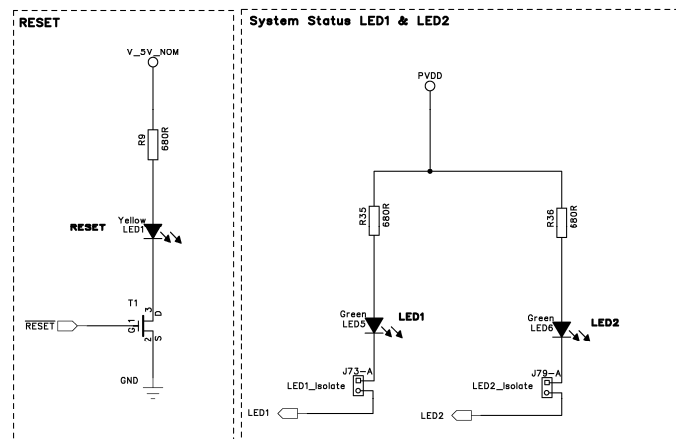 RESET
V_5V_NOM
R9
680R
Yellow
LED1
RESET
T1
3
D
G
1
2
S
RESET
GND
System Status LED1 & LED2
PVDD
R35
680R
R36
680R
Green
LED5
LED1
Green
LED6
LED2
J73-A
LED1_Isolate
LED1
J79-A
LED2_Isolate
LED2